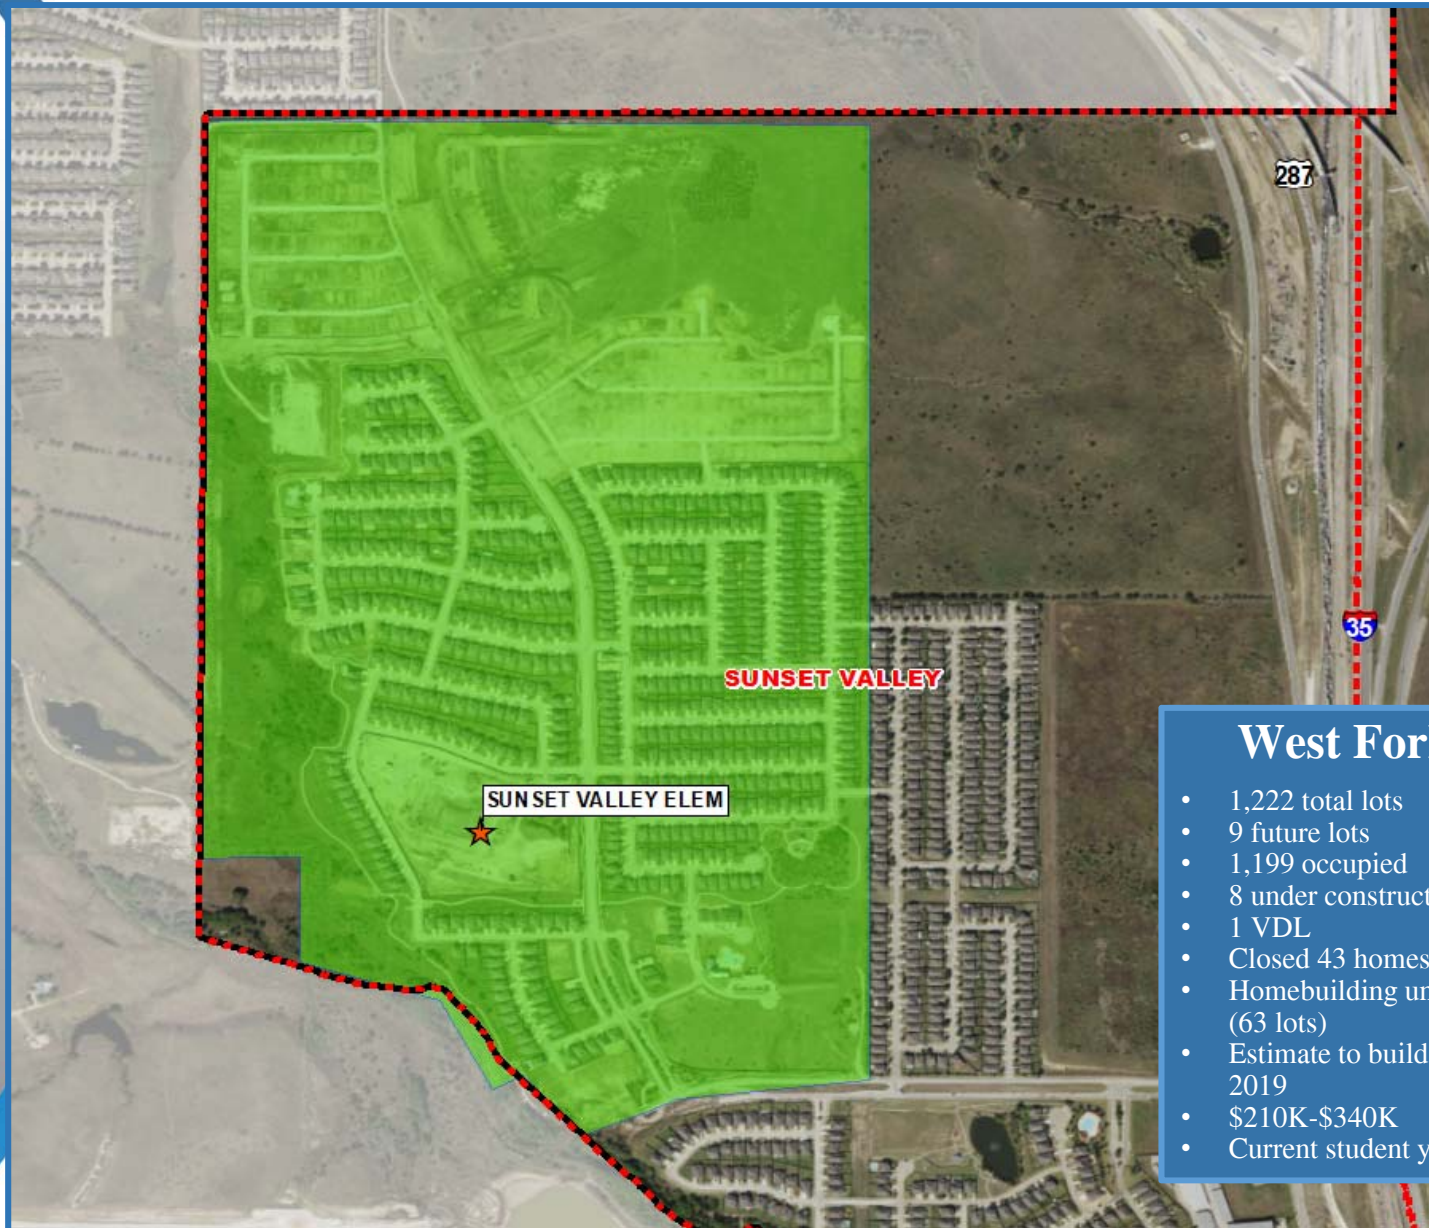 287
35
SUNSET VALLEY
SUNSET VALLEY ELEM
West For
• 1,222 total lots
• 9 future lots
• 1,199 occupied
• 8 under construct
• 1 VDL
• Closed 43 homes
• Homebuilding un
(63 lots)
• Estimate to build
2019
• $210K-$340K
• Current student y